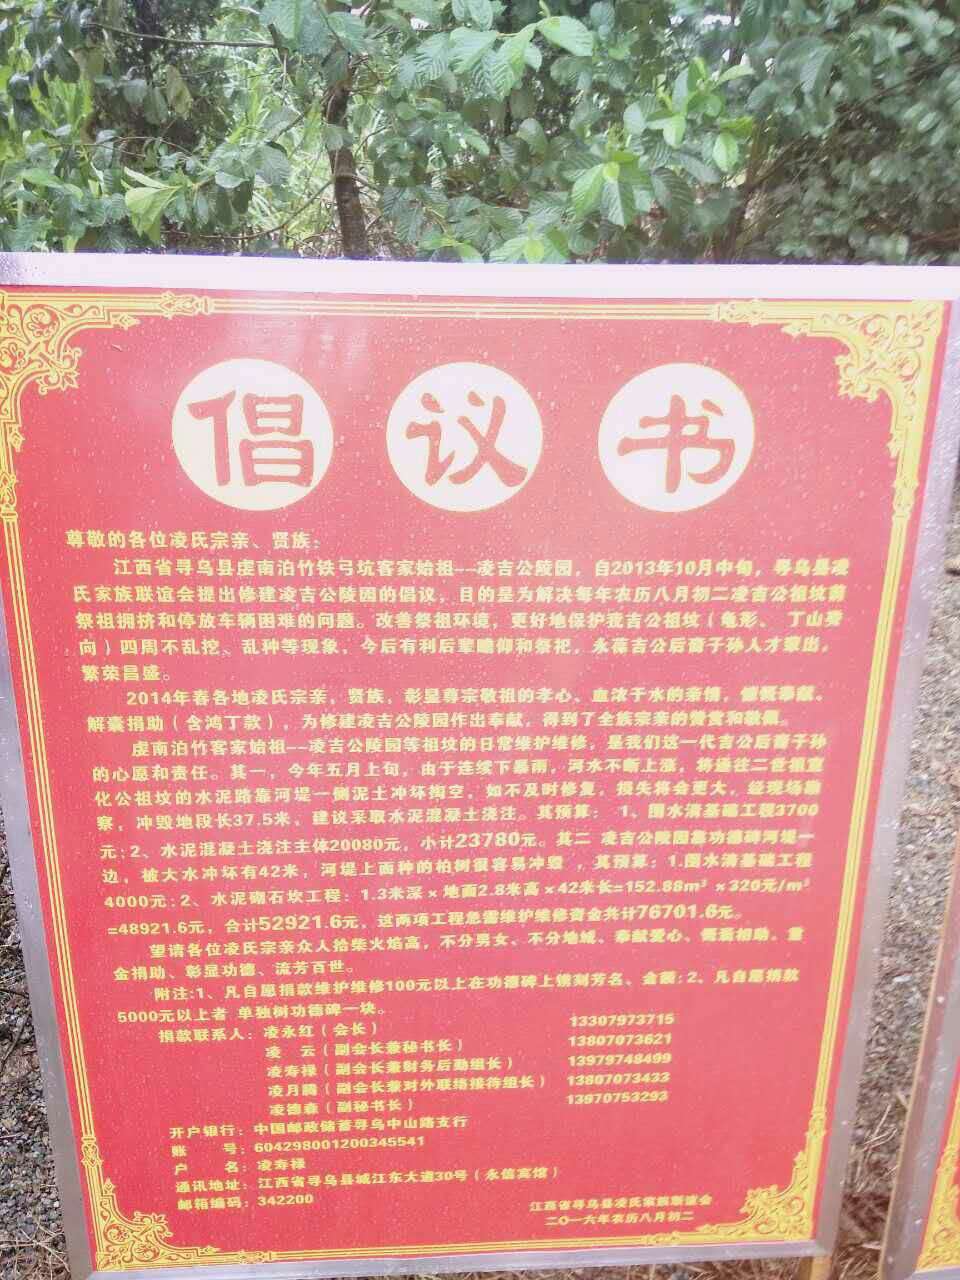 倡议书
尊敬的各位凌氏宗亲、贤族：
江西省寻乌县虔南泊竹铁弓坑客家始祖--凌吉公陵园，自2013年10月中旬，寻乌县凌
氏家族联谊会提出修建凌吉公陵园的倡议，目的是为解决每年农历八月初二凌吉公祖坟醮
祭祖拥挤和停放车辆困难的问题。改善祭祖环境，更好地保护我吉公祖坟（龟形、丁山癸
向）四周不乱挖、乱种等现象，今后有利后辈瞻仰和祭祀，永葆吉公后裔子孙人才辈出，
繁荣昌盛。
2014年春各地凌氏宗亲，贤族，彰显尊宗敬祖的孝心、血浓于水的亲情，慷慨奉献，
解囊捐助（含鸿丁款），为修建凌吉公陵园作出奉献，得到了全族宗亲的赞赏和敬佩。
虔南泊竹客家始祖--凌吉公陵园等祖坟的日常维护维修，是我们这一代吉公后裔子孙
的心愿和责任。其一，今年五月上旬，由于连续下暴雨，河水不断上涨，将通往二世祖宣
化公祖坟的水泥路靠河堤一侧泥土冲坏掏空，如不及时修复，损失将会更大，经现场勘
察，冲毁地段长37.5米，建议采取水泥混凝土浇注。其预算： 1、围水清基础工程3700
元；2、水泥混凝土浇注主体20080元，小计23780元。其二 凌吉公陵园墓功德碑河堤一
边，被大水冲坏有42米，河堤上面种的柏树很容易冲毁 ，其预算：1.围水清基础工程
4000元；2、水泥砌石坎工程：1.3米深×地面2.8米高×42米长=152.88m³×320元/m³
=48921.6元，合计52921.6元，这两项工程急需维护维修资金共计76701.6元。
望请各位凌氏宗亲众人拾柴火焰高，不分男女、不分地域、奉献爱心、慨囊相助、重
金捐助、彰显功德、流芳百世。
附注：1、凡自愿捐款维护维修100元以上在功德碑上镌刻芳名、金额；2、凡自愿捐款
5000元以上者 单独树功德碑一块。
捐款联系人：凌永红（会长） 13307973715
凌 云（副会长兼秘书长） 13807073621
凌寿禄（副会长兼财务后勤组长） 13979748499
凌月腾（副会长兼对外联络接待组长） 13807073433
凌德森（副秘书长） 13970753293
开户银行：中国邮政储蓄寻乌中山路支行
账 号：604298001200345541
户 名：凌寿禄
通讯地址：江西省寻乌县城江东大道30号（永信宾馆）
邮箱编码：342200
江西省寻乌县凌氏家族联谊会
二〇一六年农历八月初二